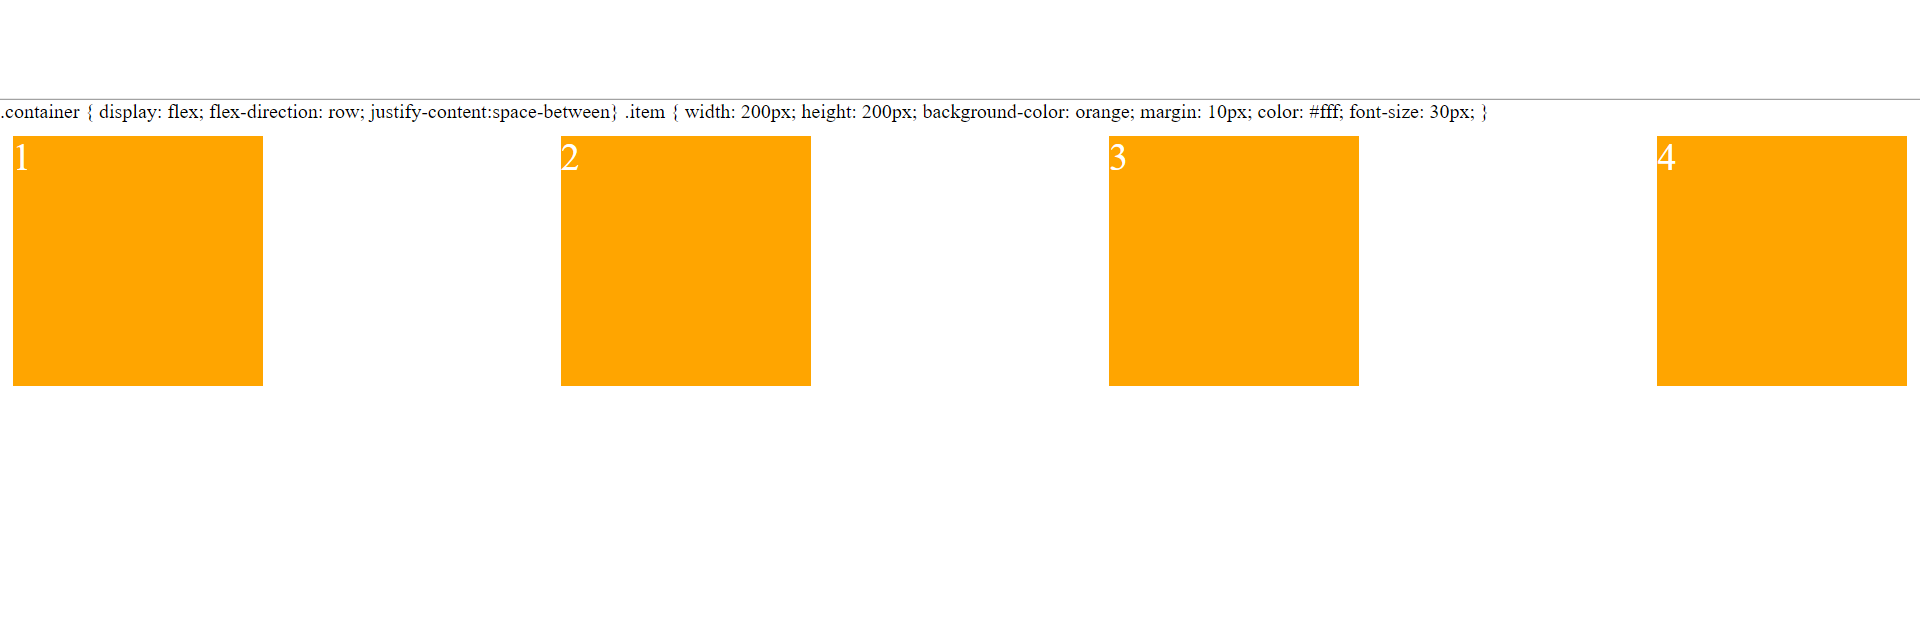 .container { display: flex; flex-direction: row; justify-content:space-between} .item { width: 200px; height: 200px; background-color: orange; margin: 10px; color: #fff; font-size: 30px; }
1 2 3 4